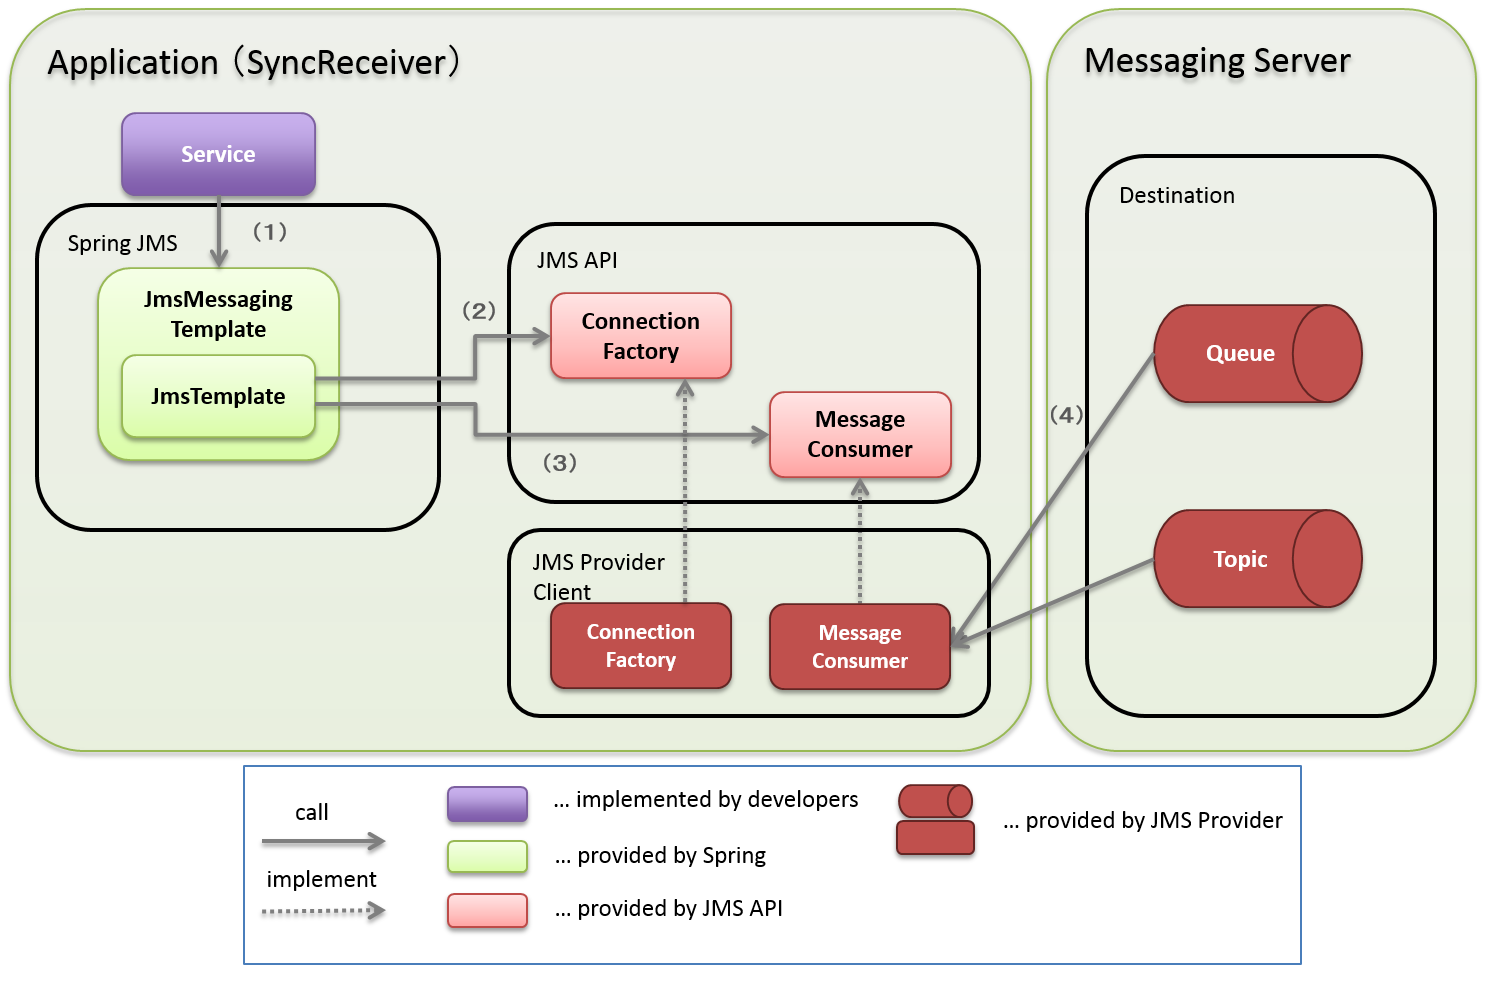 Application（SyncReceiver）
Messaging Server
Service
（1）
Spring JMS
JmsMessaging
Template
JmsTemplate
（2）
（3）
JMS API
Connection
Factory
Message
Consumer
JMS Provider
Client
Connection
Factory
Message
Consumer
（4）
Destination
Queue
Topic
call
implement
... implemented by developers
... provided by Spring
... provided by JMS API
... provided by JMS Provider